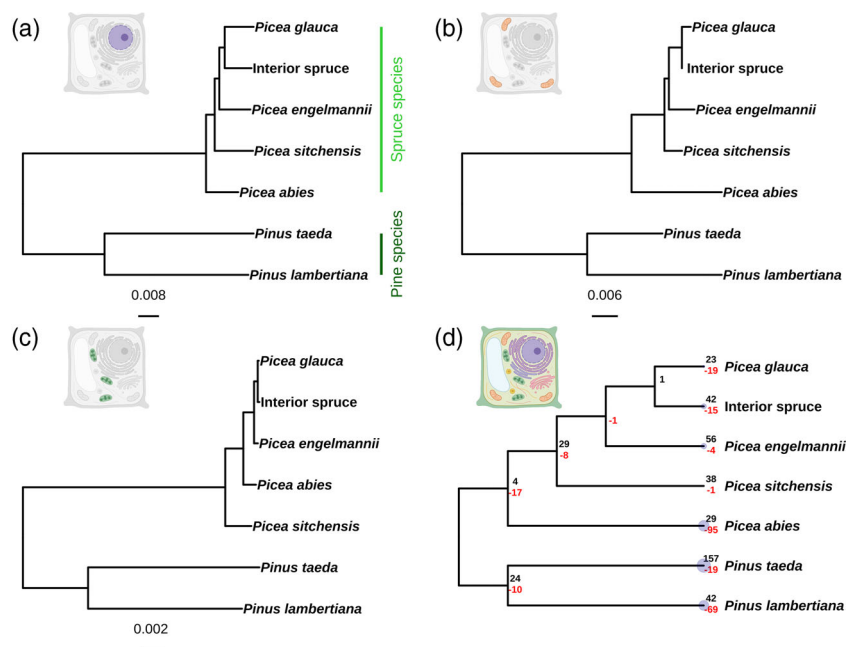 (a)
Picea glauca
Interior spruce
Picea engelmannii
Picea sitchensis
Picea abies
Pinus taeda
Pinus lambertiana
Spruce species
Pine species
0.008
(b)
Picea glauca
Interior spruce
Picea engelmannii
Picea sitchensis
Picea abies
Pinus taeda
Pinus lambertiana
0.006
(c)
Picea glauca
Interior spruce
Picea engelmannii
Picea abies
Picea sitchensis
Pinus taeda
Pinus lambertiana
0.002
(d)
23
-19
Picea glauca
1
42
-15
Interior spruce
-1
56
-4
Picea engelmannii
29
-8
38
-1
Picea sitchensis
4
-17
29
-95
Picea abies
157
-19
Pinus taeda
24
-10
42
-69
Pinus lambertiana